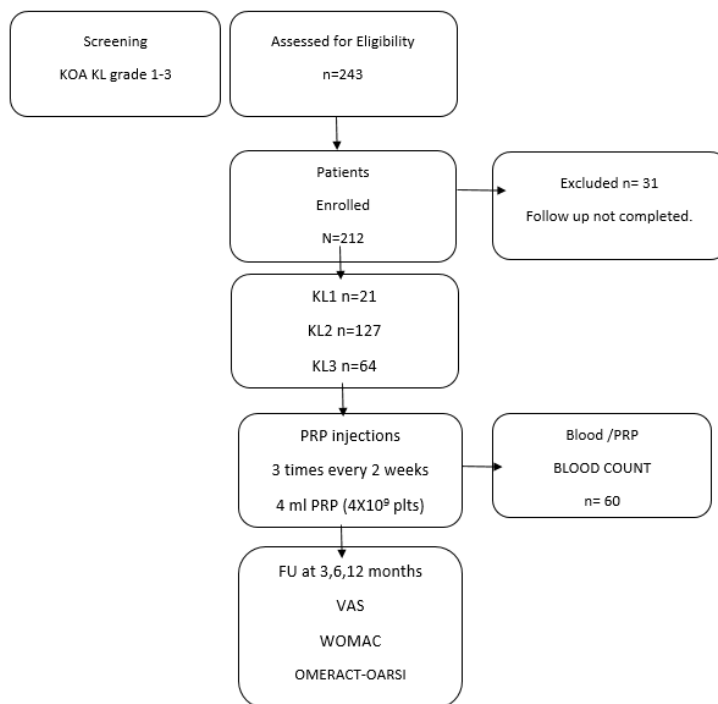 Screening
KOA KL grade 1-3
Assessed for Eligibility
n=243
Patients
Enrolled
N=212
Excluded n= 31
Follow up not completed.
KL1 n=21
KL2 n=127
KL3 n=64
PRP injections
3 times every 2 weeks
4 ml PRP (4X10⁹ plts)
Blood /PRP
BLOOD COUNT
n= 60
FU at 3,6,12 months
VAS
WOMAC
OMERACT-OARSI